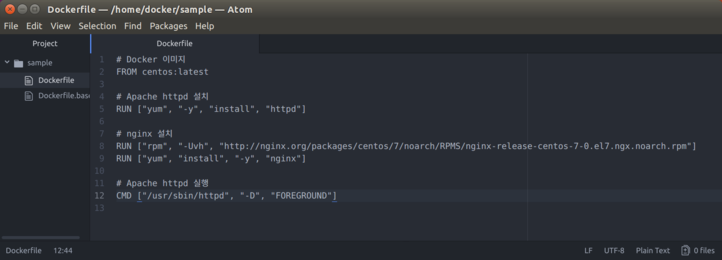 Dockerfile — /home/docker/sample — Atom
File Edit View Selection Find Packages Help
Project
Dockerfile
sample
Dockerfile
Dockerfile.base
1 # Docker 이미지
2 FROM centos:latest
3
4 # Apache httpd 설치
5 RUN ["yum", "-y", "install", "httpd"]
6
7 # nginx 설치
8 RUN ["rpm", "-Uvh", "http://nginx.org/packages/centos/7/noarch/RPMS/nginx-release-centos-7-0.el7.ngx.noarch.rpm"]
9 RUN ["yum", "install", "-y", "nginx"]
10
11 # Apache httpd 실행
12 CMD ["/usr/sbin/httpd", "-D", "FOREGROUND"]
13
Dockerfile 12:44 LF UTF-8 Plain Text 0 files